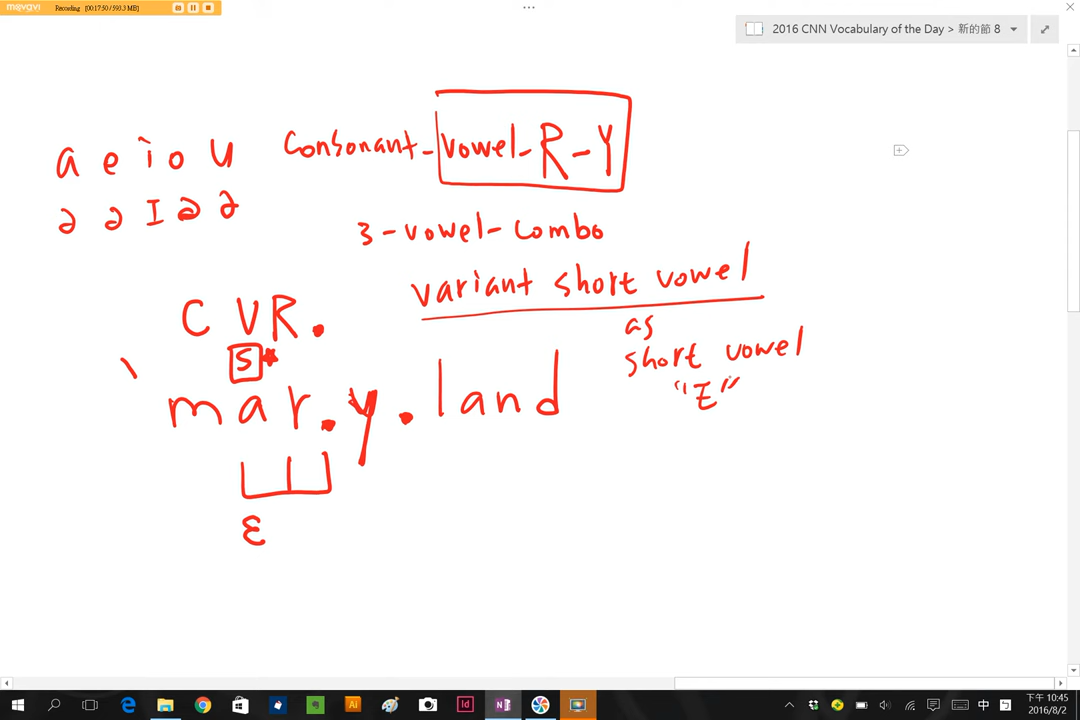 movavi Recording [00:17:50 / 593.3 MB]
2016 CNN Vocabulary of the Day > 新的節 8
a e i o u consonant-vowel-R-Y
ə ə I ə ə
3-vowel-combo
variant short vowel
CVR.
as
S*
short vowel
"E"
mar.y.land
ɛ
中
下午 10:45
2016/8/2